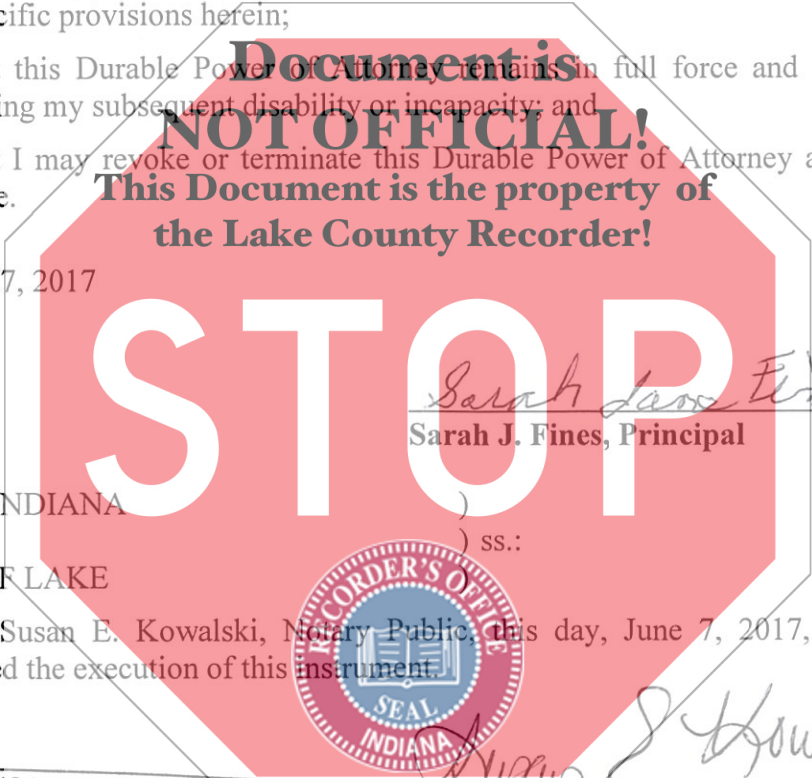 cific provisions herein;
Document is
this Durable Power of Attorney remains in full force and
ing my subsequent disability or incapacity; and
NOT OFFICIAL!
I may revoke or terminate this Durable Power of Attorney a
This Document is the property of
e.
the Lake County Recorder!
7, 2017
STOP
Sarah Jane
Sarah J. Fines, Principal
NDIANA )
) ss.:
F LAKE )
RECORDER'S OFFICE
Susan E. Kowalski, Notary Public, this day, June 7, 2017,
ed the execution of this instrument.
SEAL
INDIANA